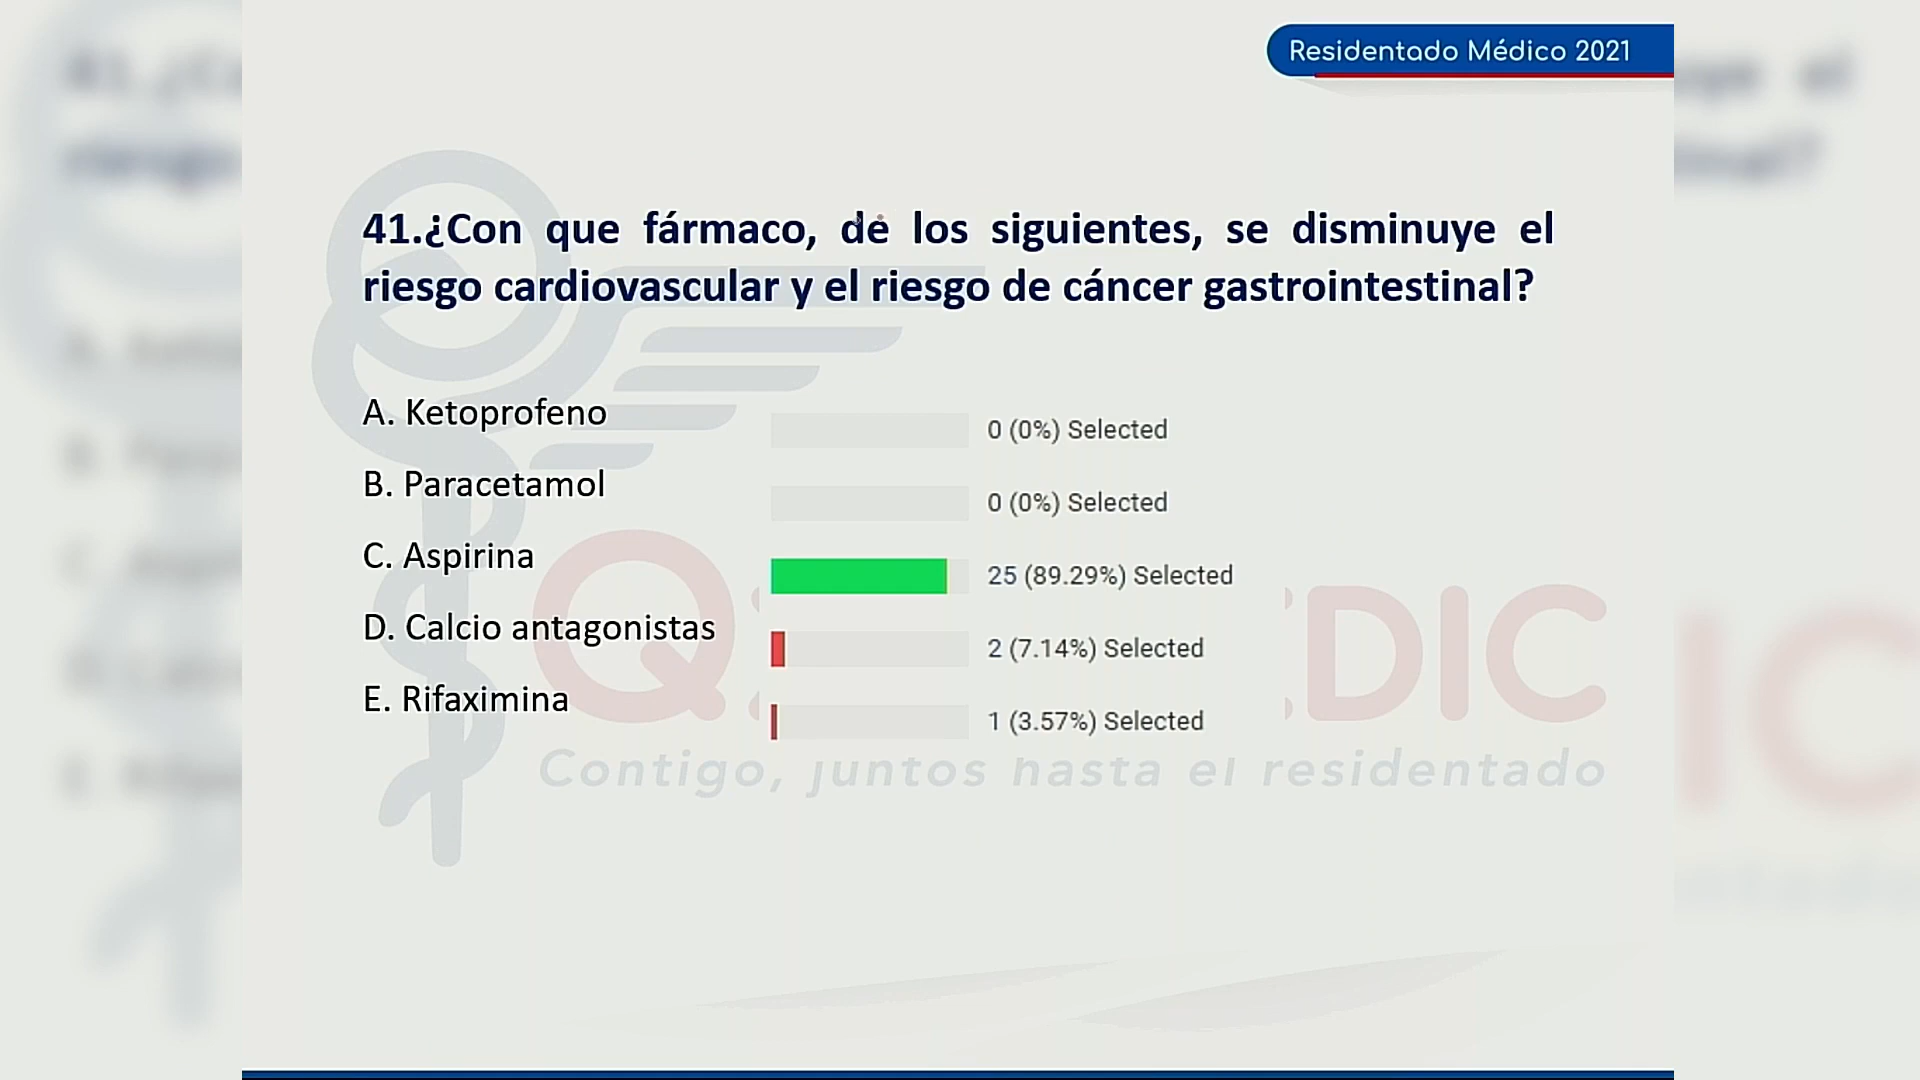 Residentado Médico 2021
41.¿Con que fármaco, de los siguientes, se disminuye el
riesgo cardiovascular y el riesgo de cáncer gastrointestinal?
A. Ketoprofeno
0 (0%) Selected
B. Paracetamol
0 (0%) Selected
C. Aspirina
25 (89.29%) Selected
D. Calcio antagonistas
2 (7.14%) Selected
E. Rifaximina
1 (3.57%) Selected
DIC
Contigo, juntos hasta el residentado